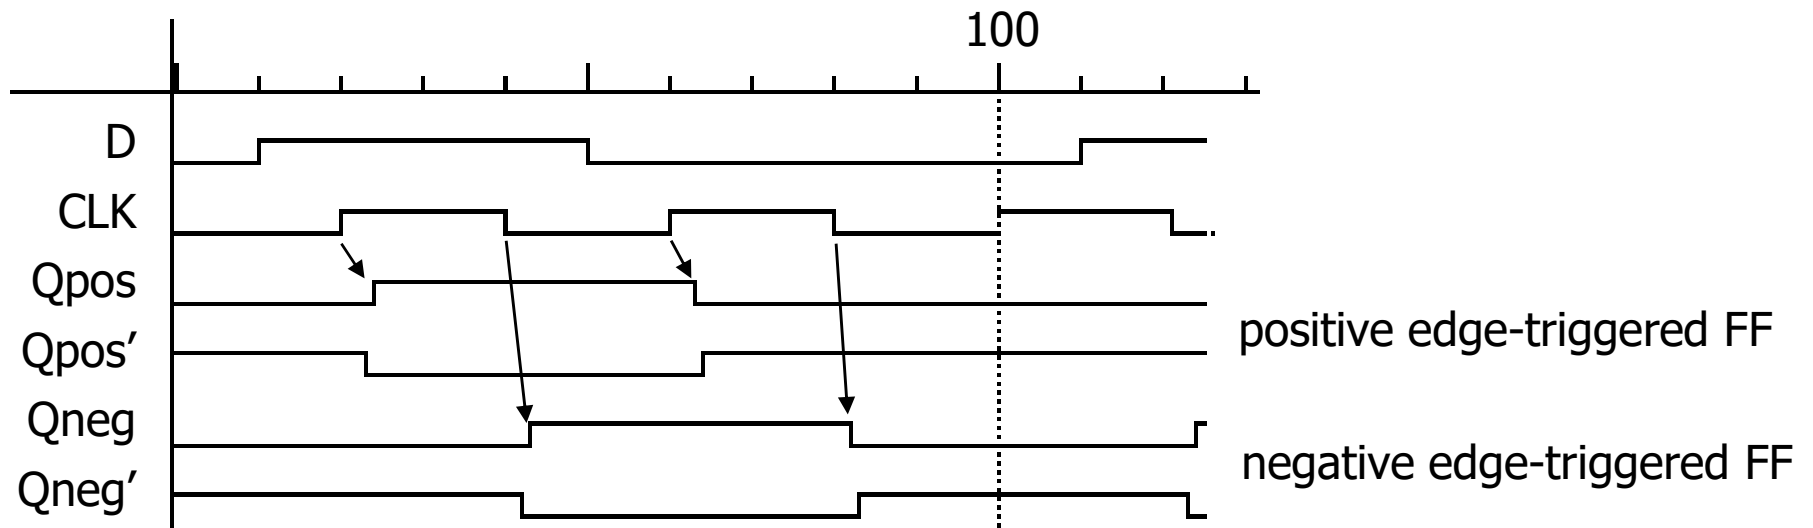 100
D
CLK
Qpos
positive edge-triggered FF
Qpos’
Qneg
negative edge-triggered FF
Qneg’